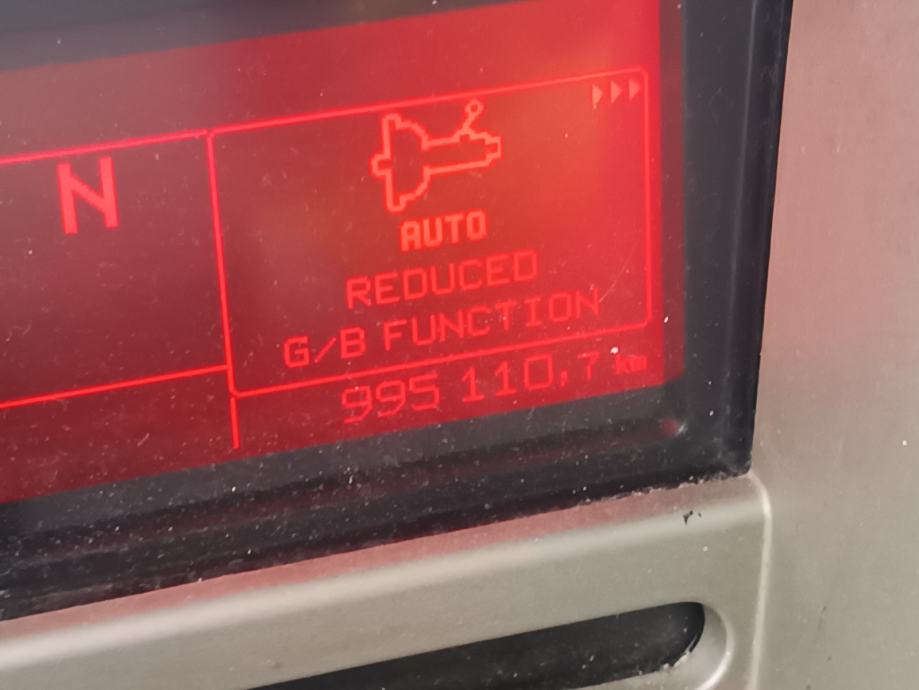 N
AUTO
REDUCED
G/B FUNCTION
995 110,7 km